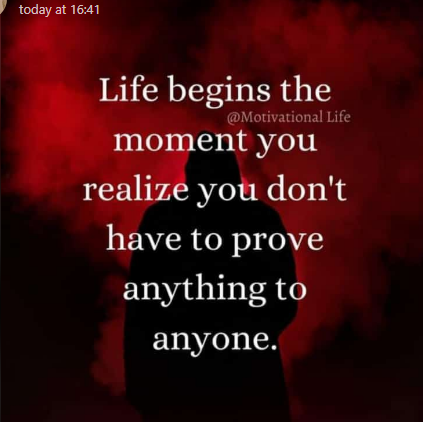 today at 16:41
Life begins the
@Motivational Life
moment you
realize you don't
have to prove
anything to
anyone.